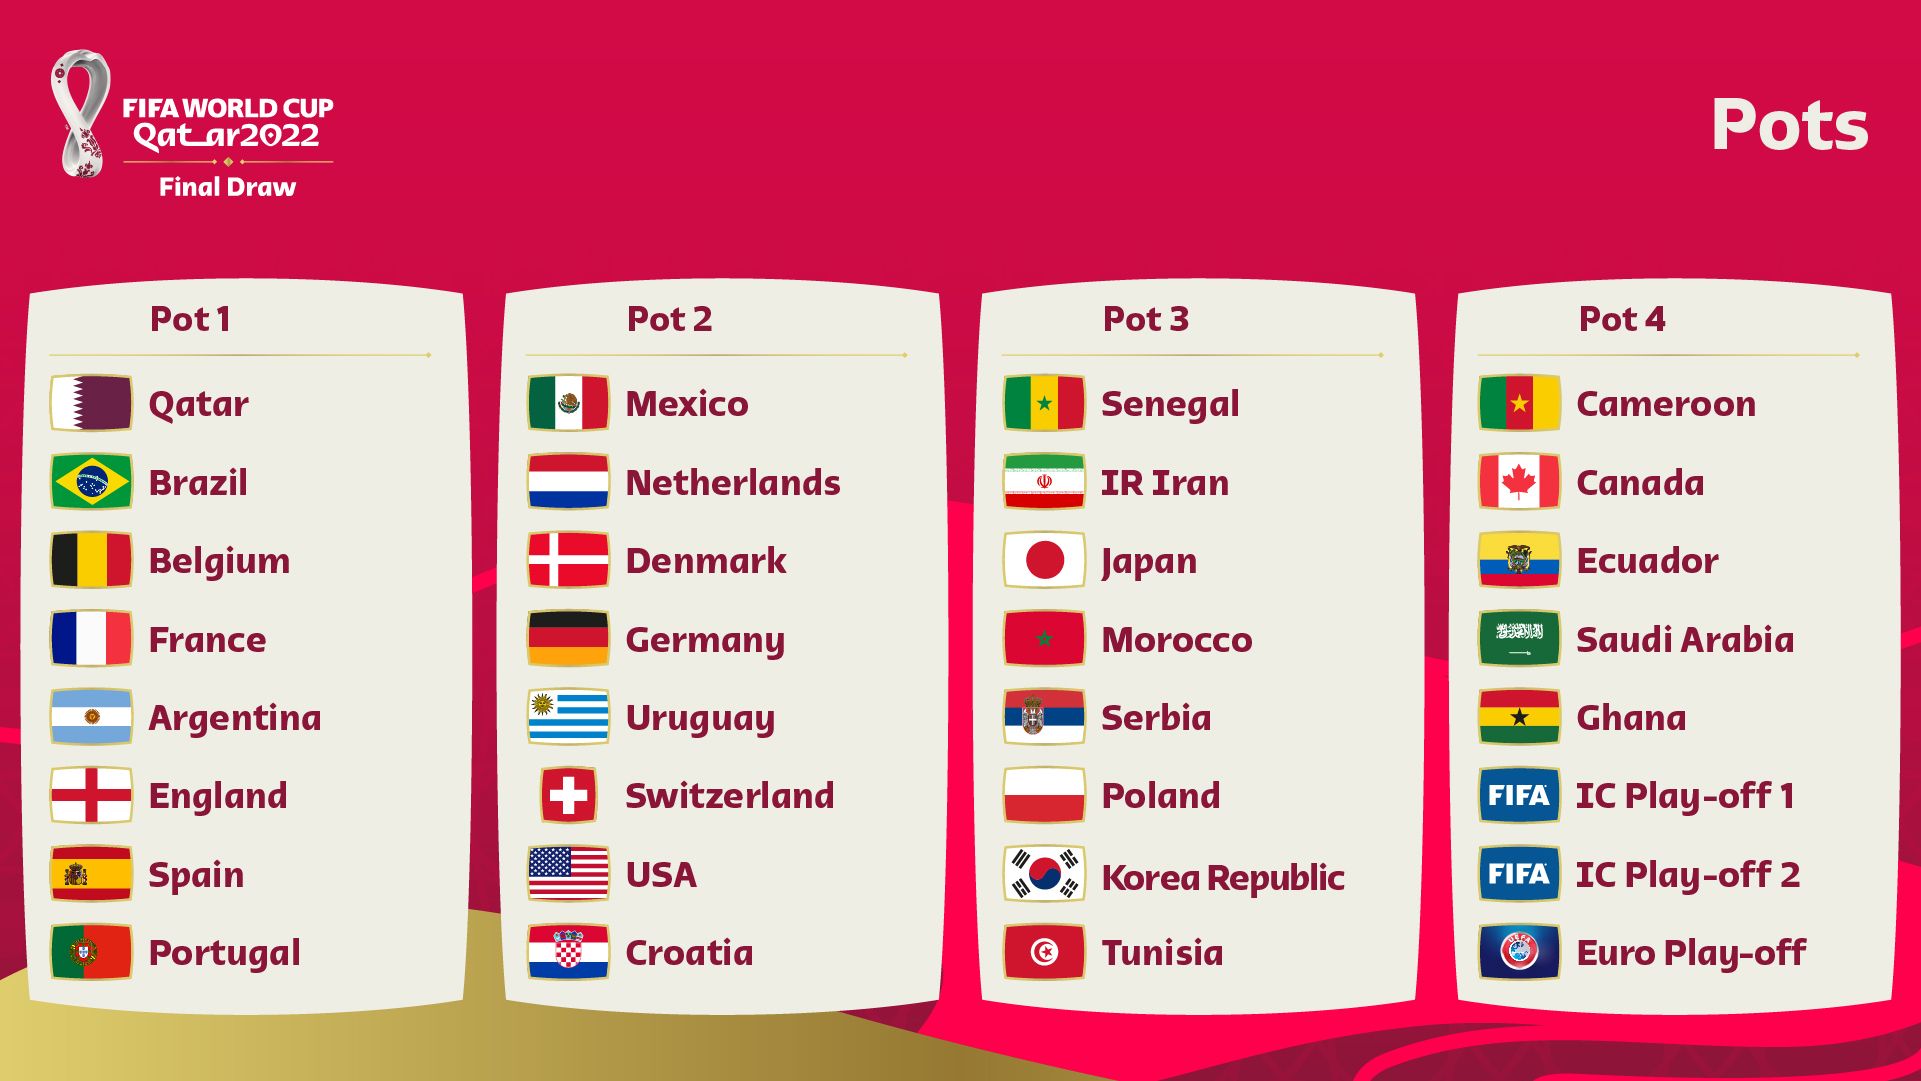 FIFA WORLD CUP
Qatar2022
Final Draw
Pots
Pot 1
Qatar
Brazil
Belgium
France
Argentina
England
Spain
Portugal
Pot 2
Mexico
Netherlands
Denmark
Germany
Uruguay
Switzerland
USA
Croatia
Pot 3
Senegal
IR Iran
Japan
Morocco
Serbia
Poland
Korea Republic
Tunisia
Pot 4
Cameroon
Canada
Ecuador
Saudi Arabia
Ghana
FIFA IC Play-off 1
FIFA IC Play-off 2
UEFA Euro Play-off